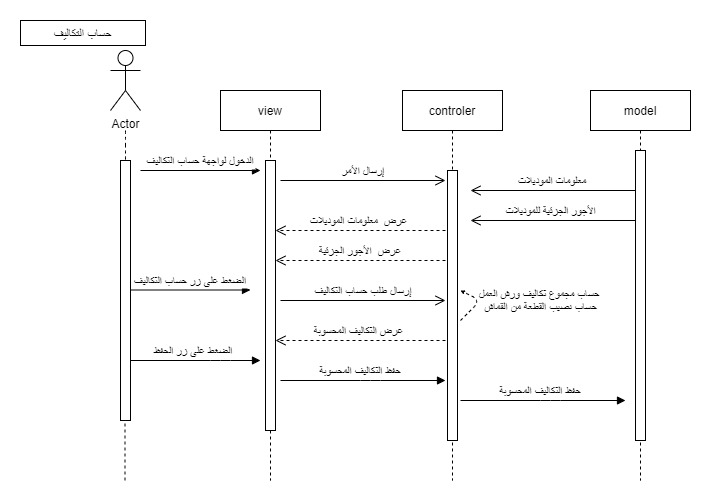 حساب التكاليف
Actor
view
controler
model
الدخول لواجهة حساب التكاليف
إرسال الأمر
معلومات الموديلات
الأجور الجزئية للموديلات
عرض معلومات الموديلات
عرض الأجور الجزئية
الضغط على زر حساب التكاليف
إرسال طلب حساب التكاليف
حساب مجموع تكاليف ورش العمل
حساب نصيب القطعة من القماش
عرض التكاليف المحسوبة
الضغط على زر الحفظ
حفظ التكاليف المحسوبة
حفظ التكاليف المحسوبة